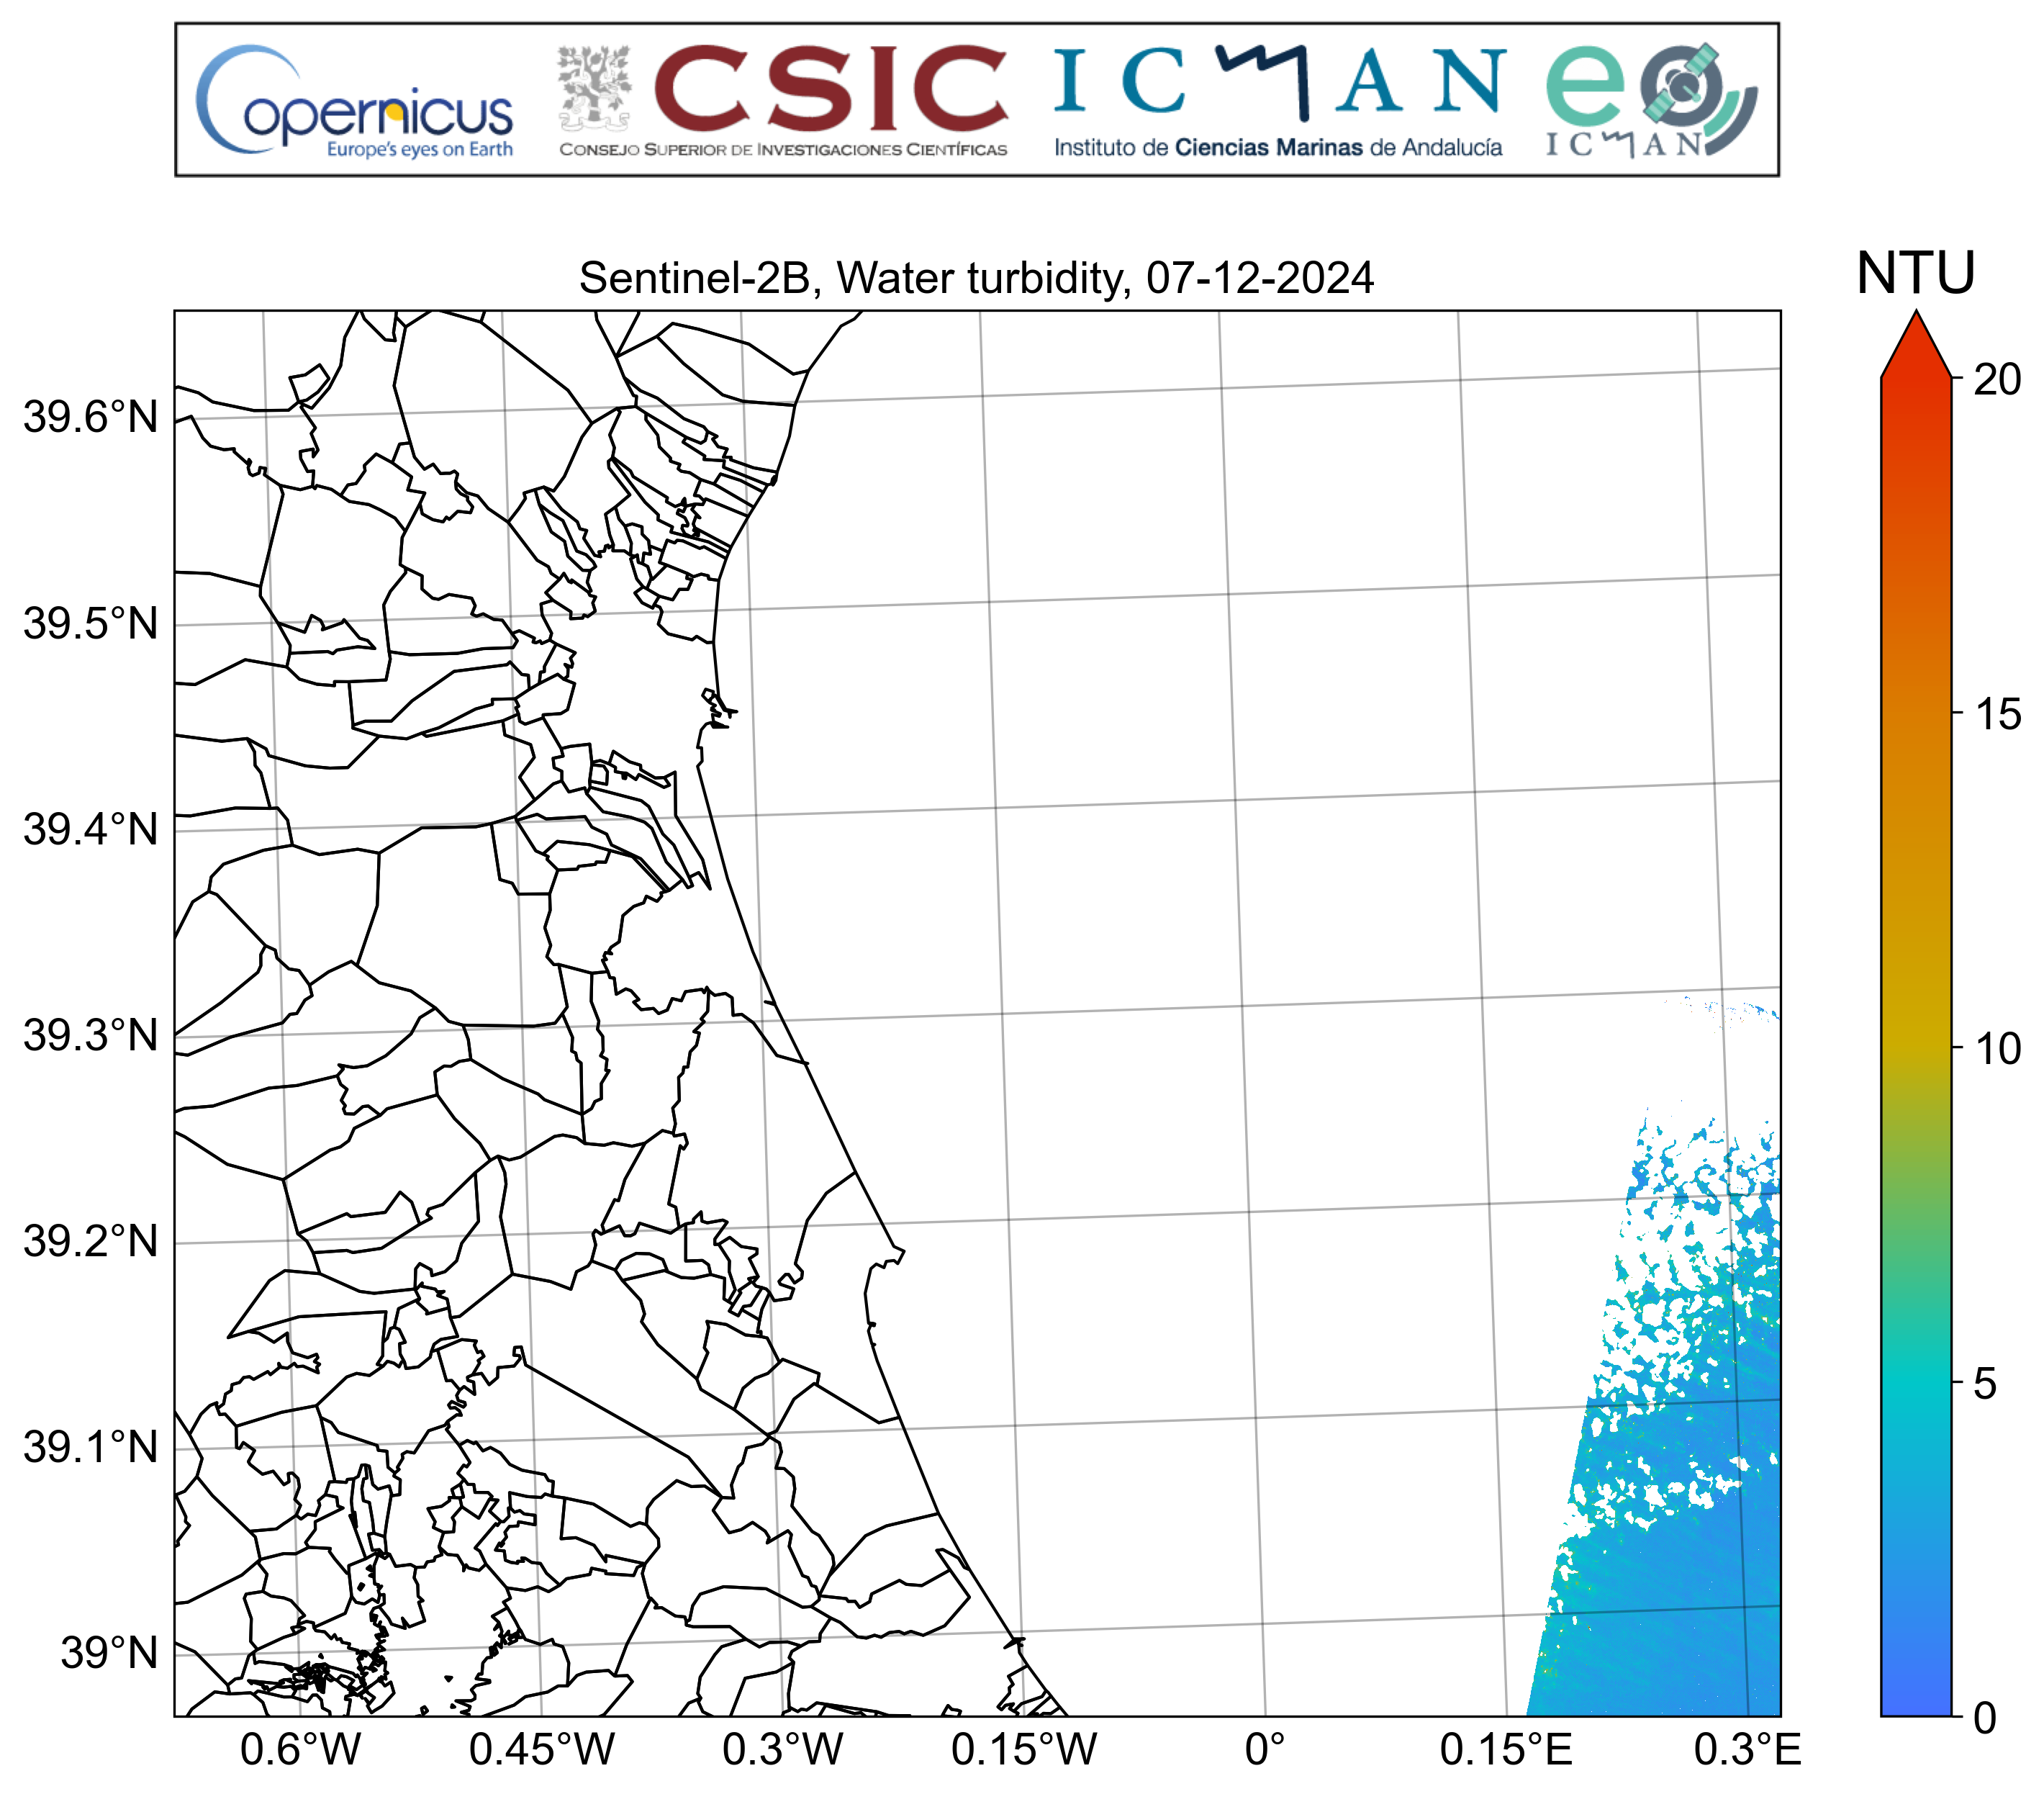 Copernicus
Europe's eyes on Earth
CSIC
CONSEJO SUPERIOR DE INVESTIGACIONES CIENTÍFICAS
ICMAN
Instituto de Ciencias Marinas de Andalucía
eo
ICMAN
Sentinel-2B, Water turbidity, 07-12-2024
NTU
20
15
10
5
0
39.6°N
39.5°N
39.4°N
39.3°N
39.2°N
39.1°N
39°N
0.6°W 0.45°W 0.3°W 0.15°W 0° 0.15°E 0.3°E